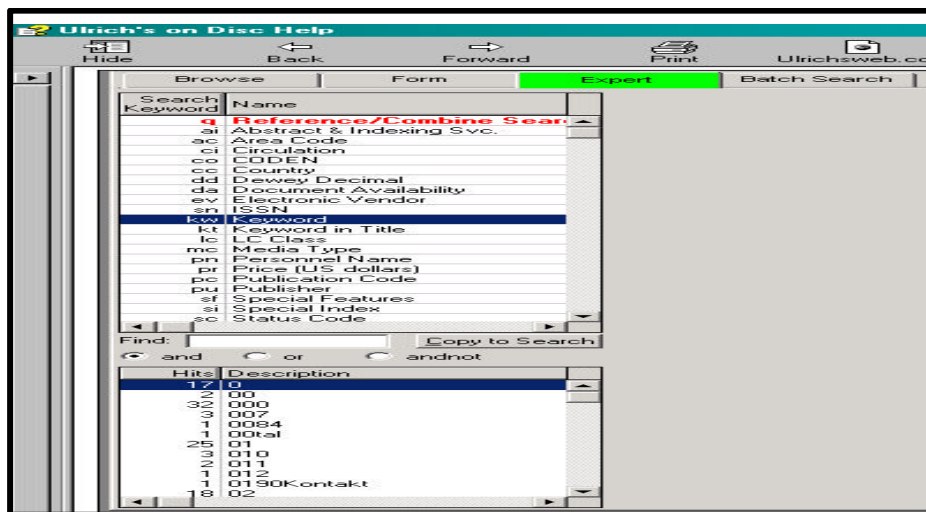 Ulrich's on Disc Help
Hide Back Forward Print Ulrichsweb.co
Browse Form Expert Batch Search
Search Keyword Name
q Reference/Combine Sear
ai Abstract & Indexing Svc.
ac Area Code
ci Circulation
co CODEN
cc Country
dd Dewey Decimal
da Document Availability
ev Electronic Vendor
sn ISSN
kw Keyword
kt Keyword in Title
lc LC Class
mc Media Type
pn Personnel Name
pr Price (US dollars)
pc Publication Code
pu Publisher
sf Special Features
si Special Index
sc Status Code
Find: Copy to Search
and or andnot
Hits Description
17 0
2 00
32 000
3 007
1 0084
1 00tal
25 01
3 010
2 011
1 012
1 0190Kontakt
18 02